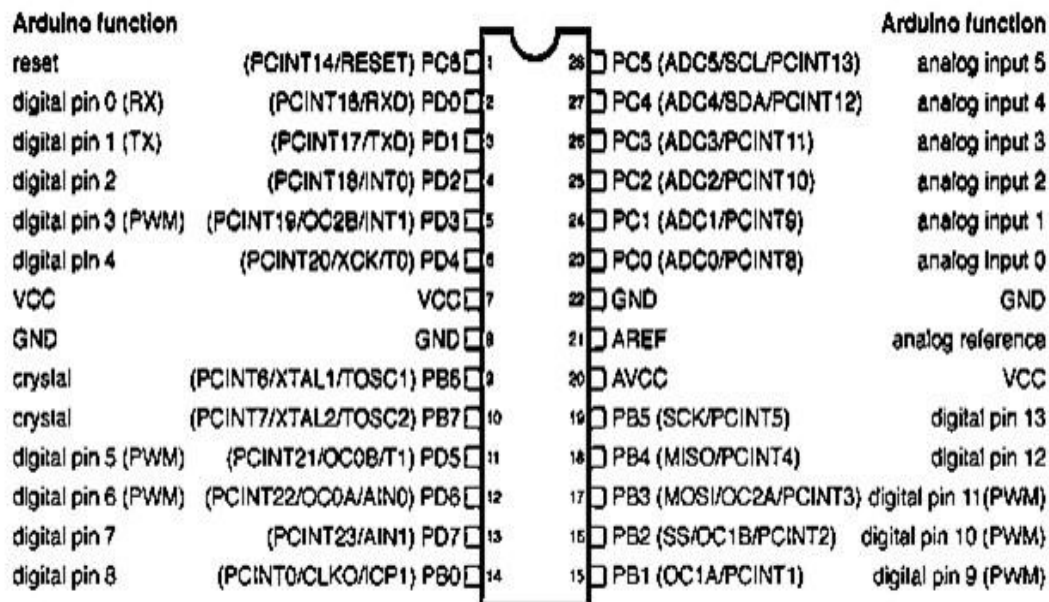 Arduino function Arduino function
reset (PCINT14/RESET) PC6 1 28 PC5 (ADC5/SCL/PCINT13) analog input 5
digital pin 0 (RX) (PCINT16/RXD) PD0 2 27 PC4 (ADC4/SDA/PCINT12) analog input 4
digital pin 1 (TX) (PCINT17/TXD) PD1 3 26 PC3 (ADC3/PCINT11) analog input 3
digital pin 2 (PCINT18/INT0) PD2 4 25 PC2 (ADC2/PCINT10) analog input 2
digital pin 3 (PWM) (PCINT19/OC2B/INT1) PD3 5 24 PC1 (ADC1/PCINT9) analog input 1
digital pin 4 (PCINT20/XCK/T0) PD4 6 23 PC0 (ADC0/PCINT8) analog input 0
VCC VCC 7 22 GND GND
GND GND 8 21 AREF analog reference
crystal (PCINT6/XTAL1/TOSC1) PB6 9 20 AVCC VCC
crystal (PCINT7/XTAL2/TOSC2) PB7 10 19 PB5 (SCK/PCINT5) digital pin 13
digital pin 5 (PWM) (PCINT21/OC0B/T1) PD5 11 18 PB4 (MISO/PCINT4) digital pin 12
digital pin 6 (PWM) (PCINT22/OC0A/AIN0) PD6 12 17 PB3 (MOSI/OC2A/PCINT3) digital pin 11(PWM)
digital pin 7 (PCINT23/AIN1) PD7 13 16 PB2 (SS/OC1B/PCINT2) digital pin 10 (PWM)
digital pin 8 (PCINT0/CLKO/ICP1) PB0 14 15 PB1 (OC1A/PCINT1) digital pin 9 (PWM)